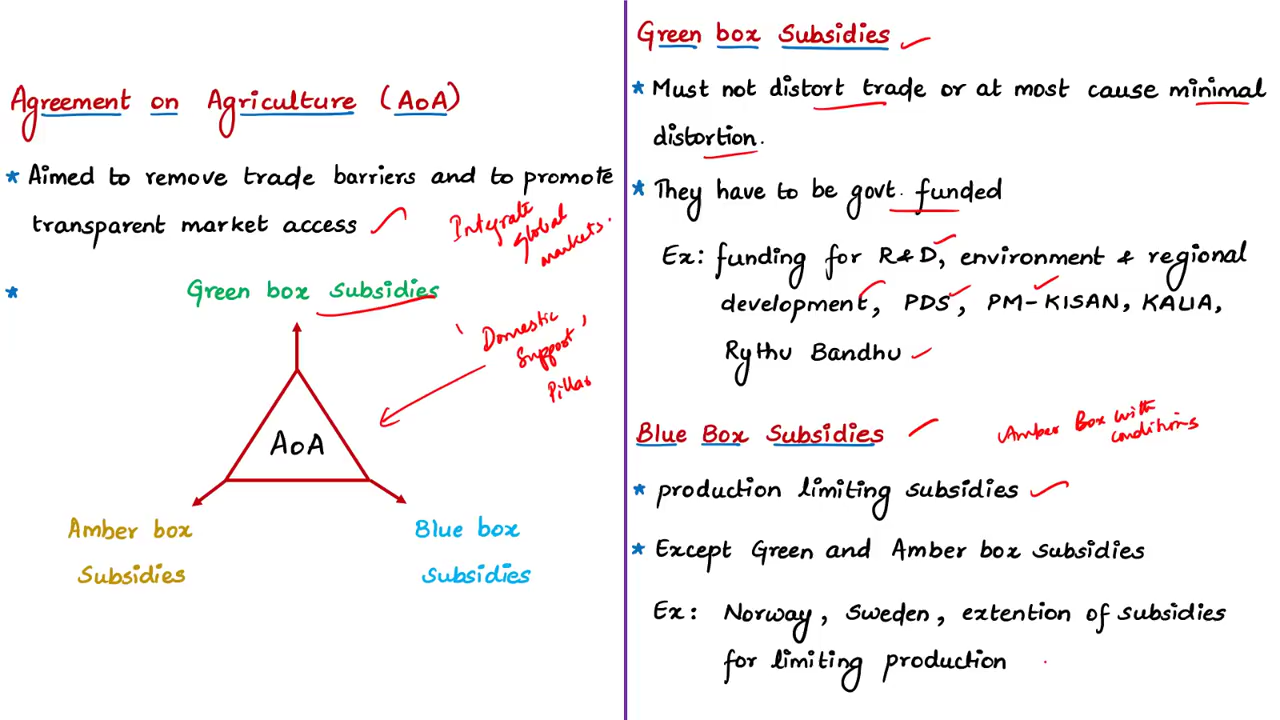 Agreement on Agriculture (AoA)
* Aimed to remove trade barriers and to promote
transparent market access
Integrate
global
markets.
*
Green box subsidies
'Domestic
Support'
Pillar
AoA
Amber box
Subsidies
Blue box
subsidies
Green box Subsidies
* Must not distort trade or at most cause minimal
distortion.
* They have to be govt. funded
Ex: funding for R&D, environment & regional
development, PDS, PM-KISAN, KALIA,
Rythu Bandhu
Blue Box Subsidies
Amber Box with
conditions
* production limiting subsidies
* Except Green and Amber box subsidies
Ex: Norway, Sweden, extention of subsidies
for limiting production